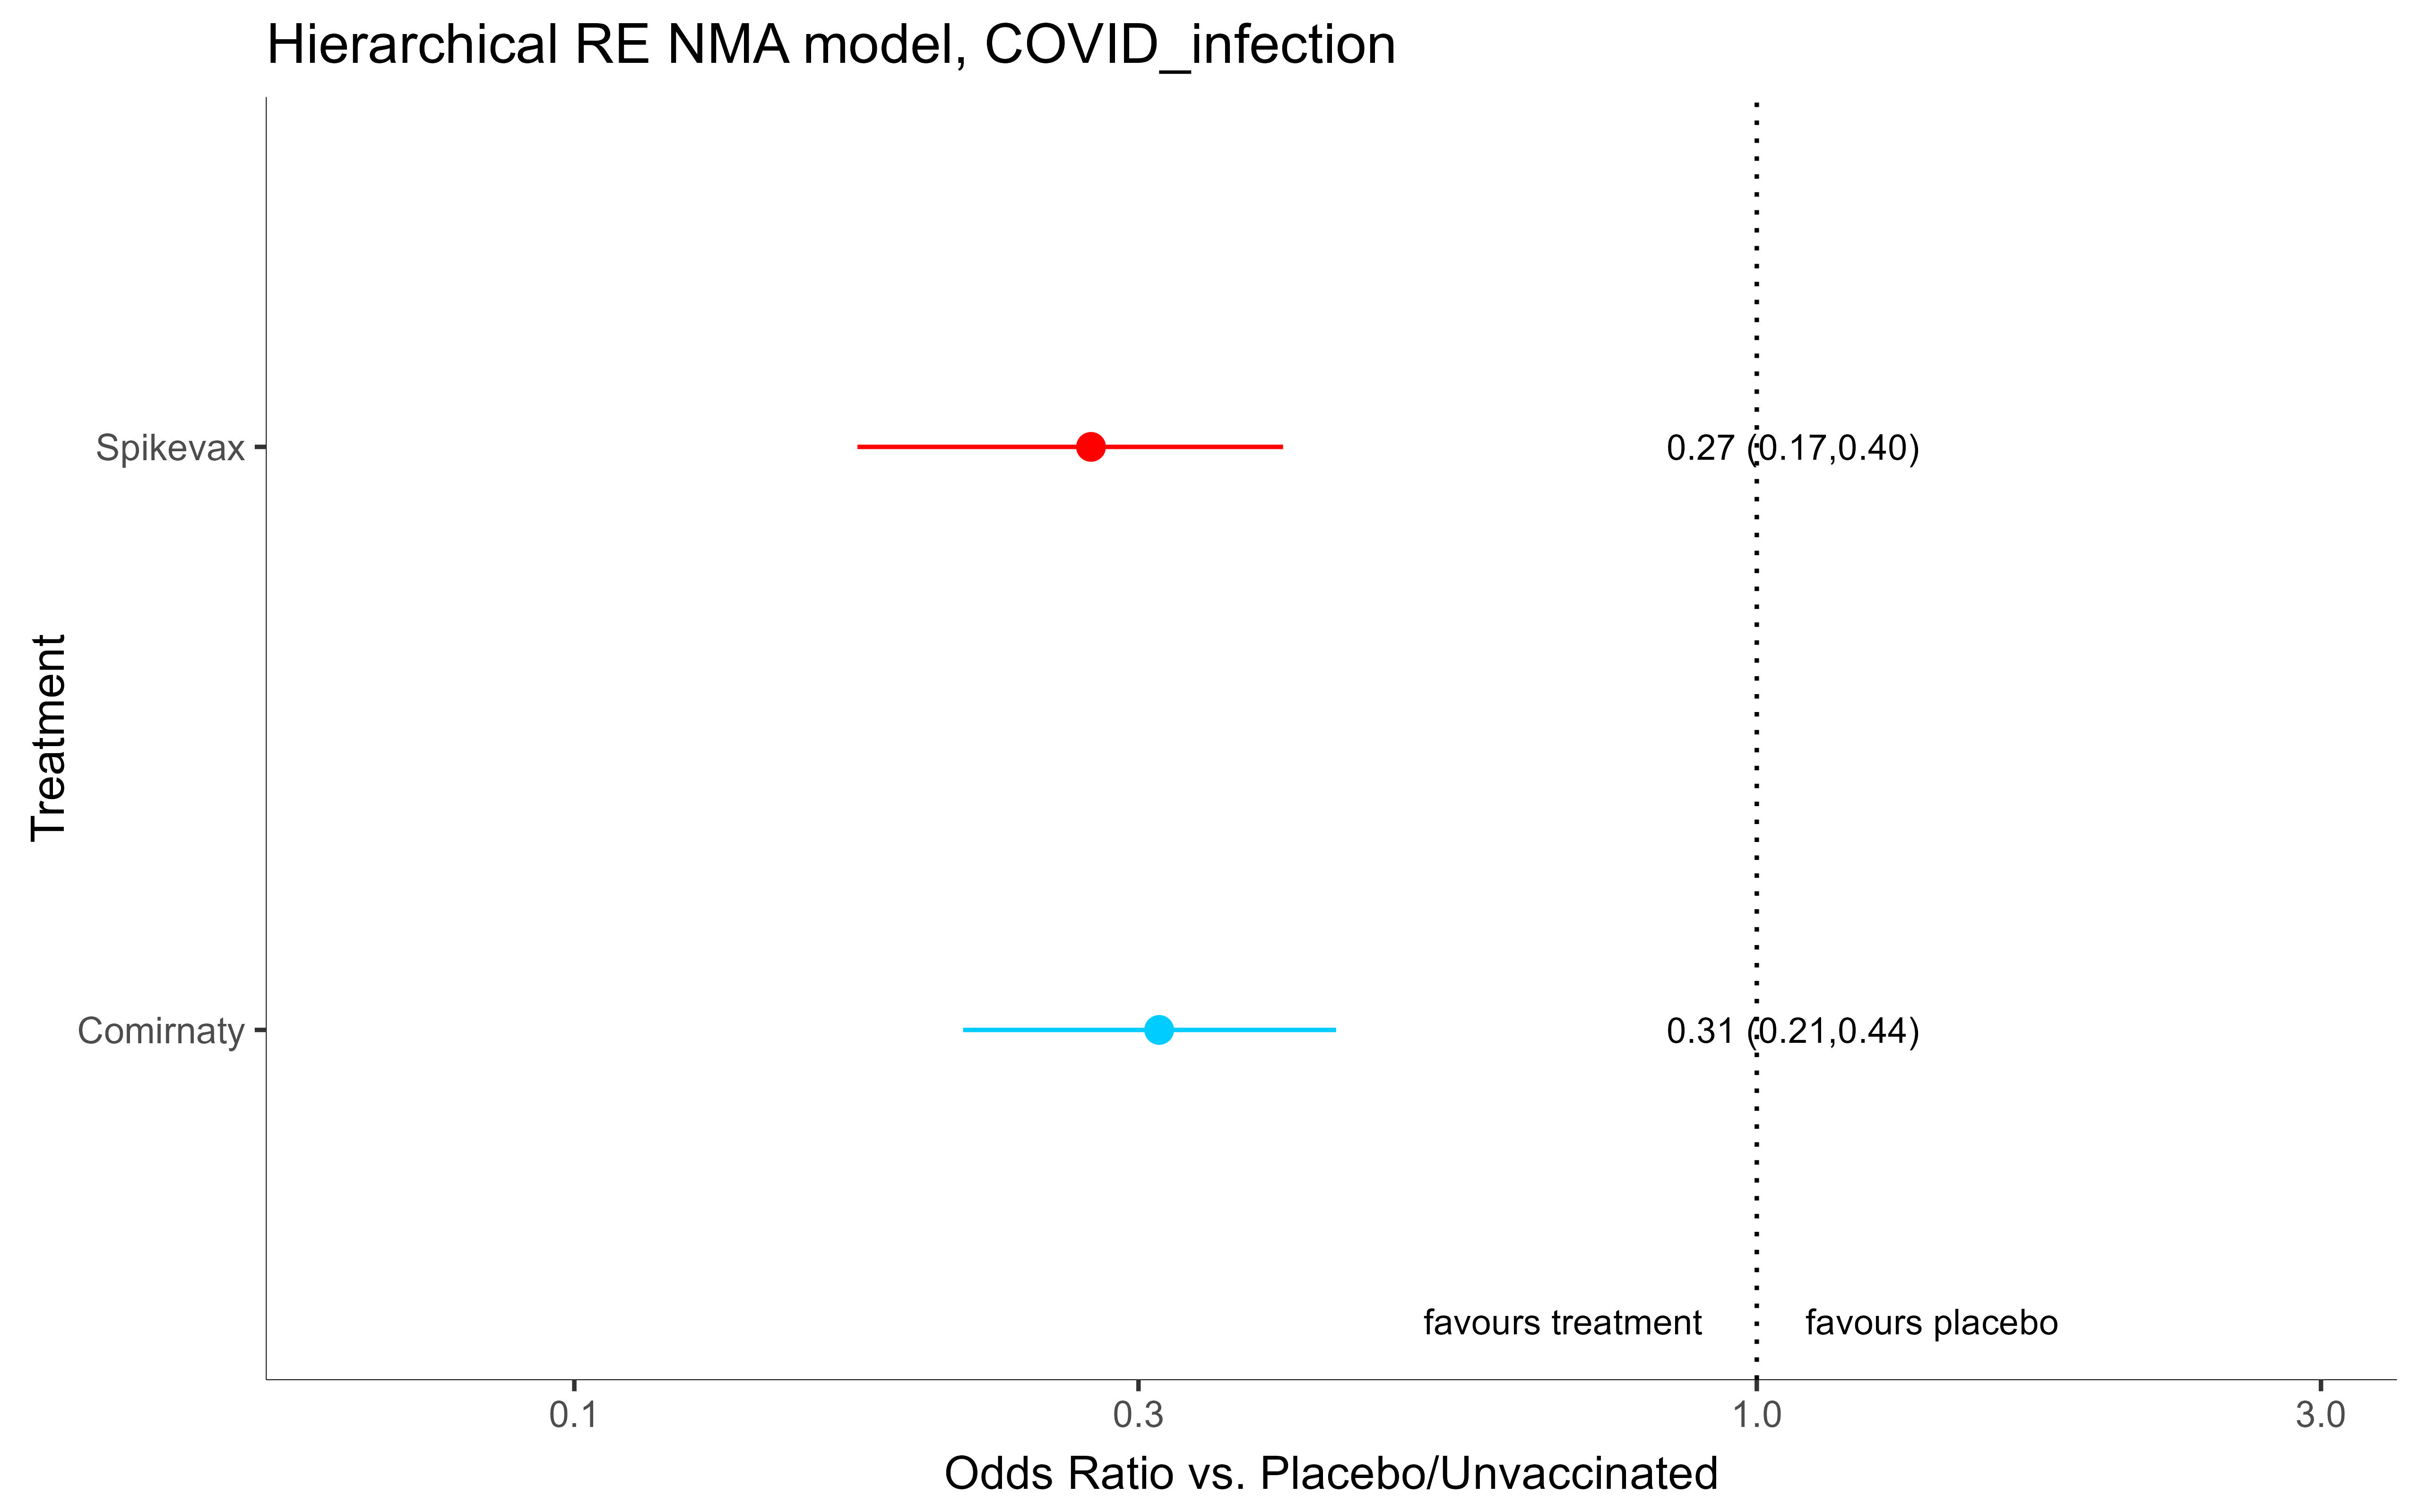 Hierarchical RE NMA model, COVID_infection
Treatment
Spikevax
0.27 (0.17,0.40)
Comirnaty
0.31 (0.21,0.44)
favours treatment
favours placebo
0.1
0.3
1.0
3.0
Odds Ratio vs. Placebo/Unvaccinated